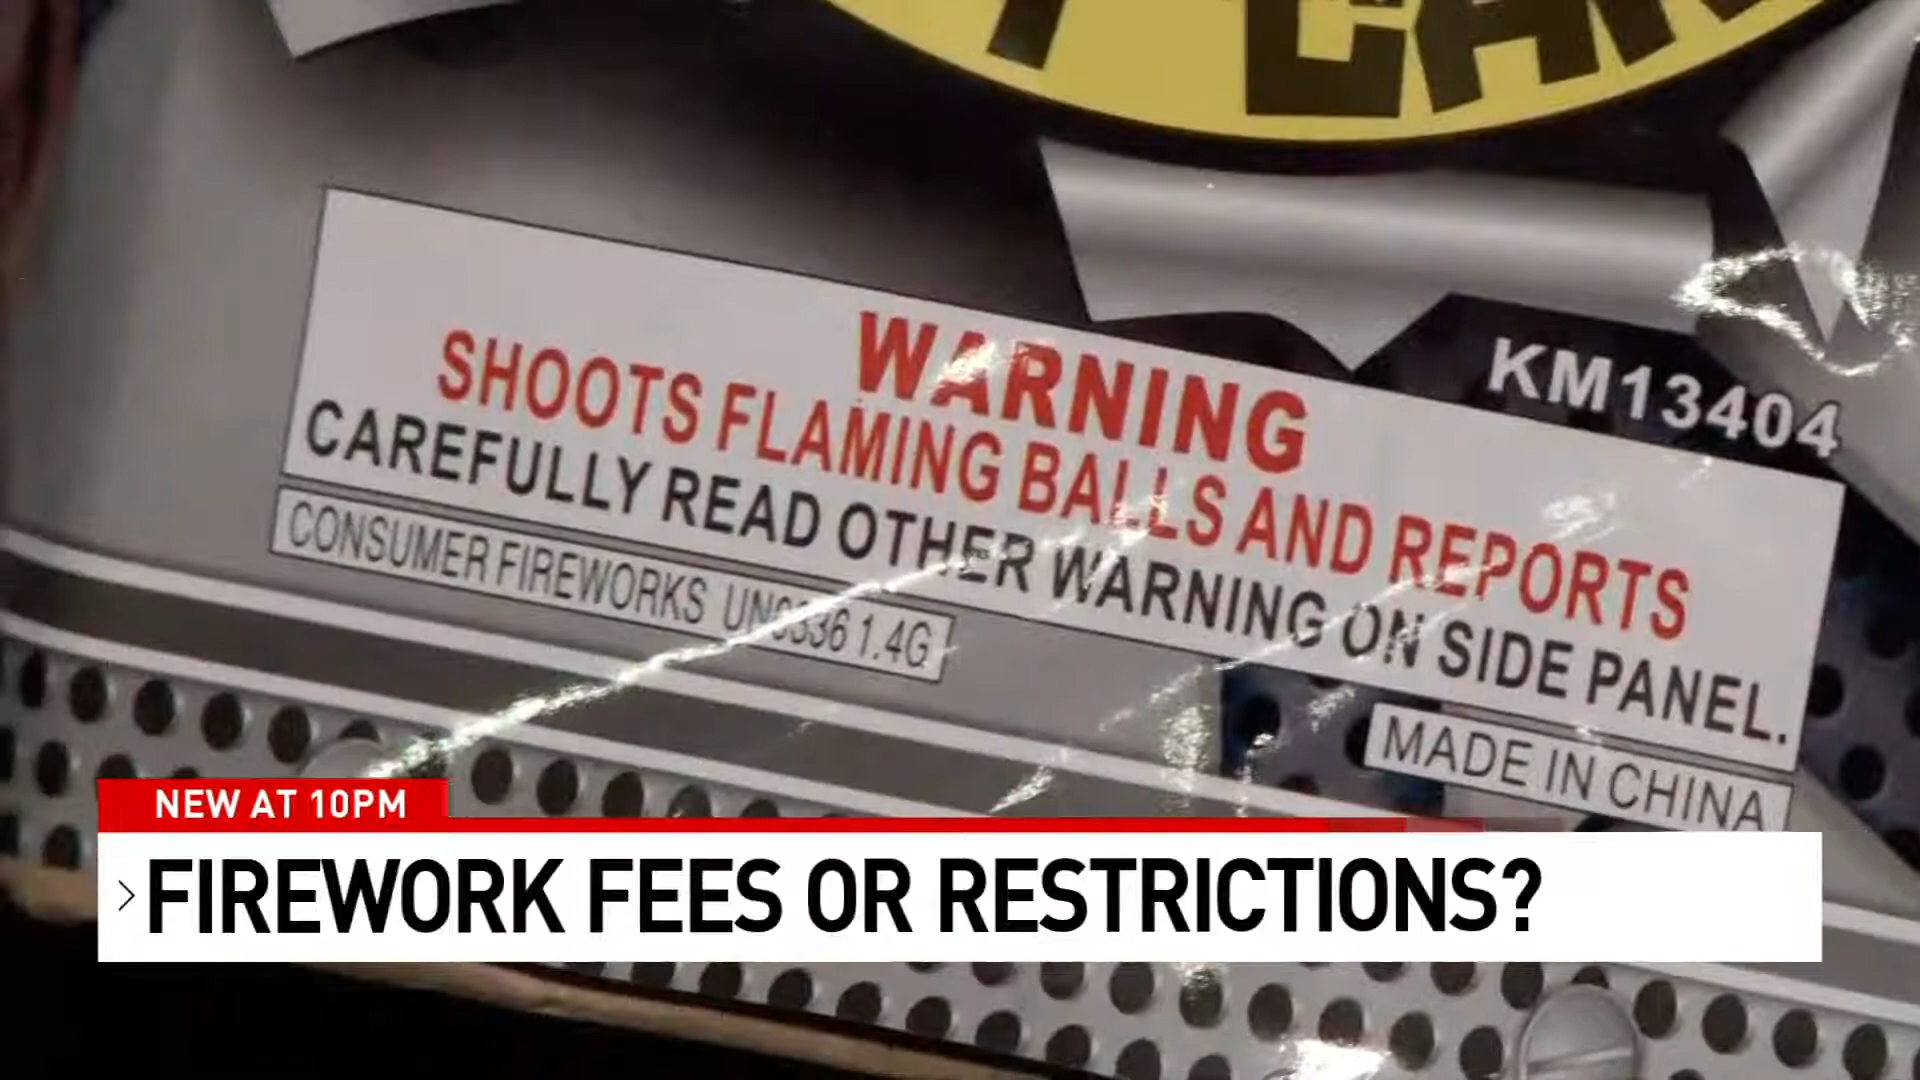 KM13404
WARNING
SHOOTS FLAMING BALLS AND REPORTS
CAREFULLY READ OTHER WARNING ON SIDE PANEL.
CONSUMER FIREWORKS UN0336 1.4G
MADE IN CHINA
NEW AT 10PM
FIREWORK FEES OR RESTRICTIONS?